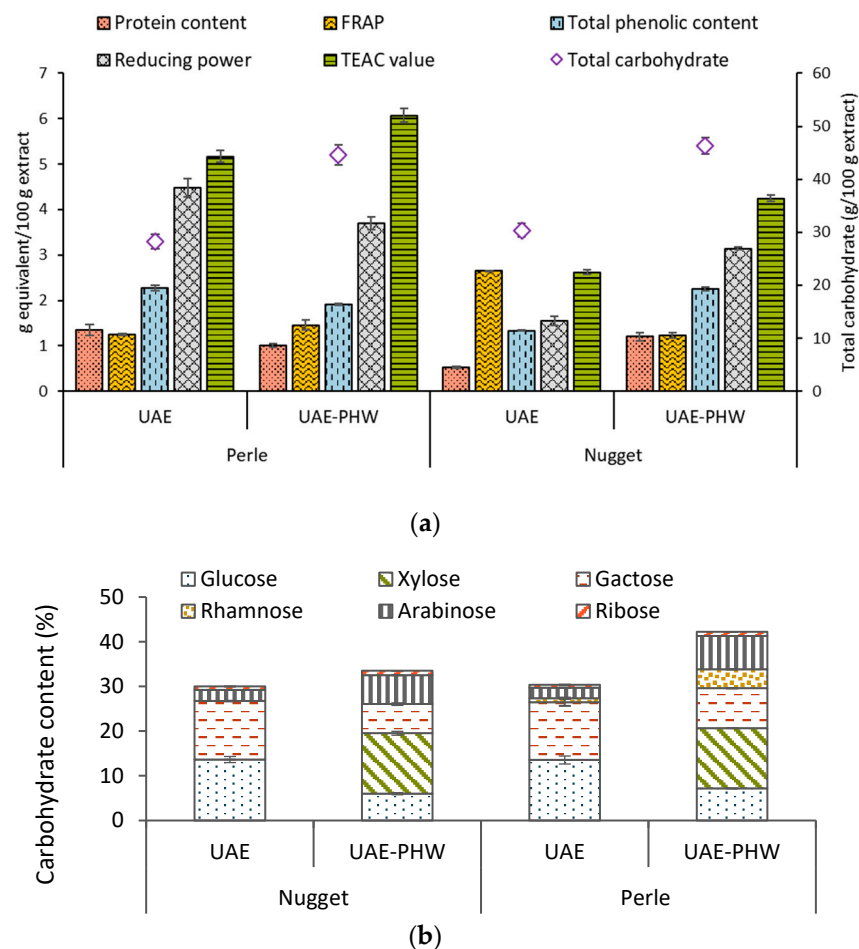 Protein content FRAP Total phenolic content
Reducing power TEAC value Total carbohydrate
g equivalent/100 g extract
7
6
5
4
3
2
1
0
Total carbohydrate (g/100 g extract)
60
50
40
30
20
10
0
UAE UAE-PHW UAE UAE-PHW
Perle Nugget
(a)
Glucose Xylose Gactose
Rhamnose Arabinose Ribose
Carbohydrate content (%)
50
40
30
20
10
0
UAE UAE-PHW UAE UAE-PHW
Nugget Perle
(b)